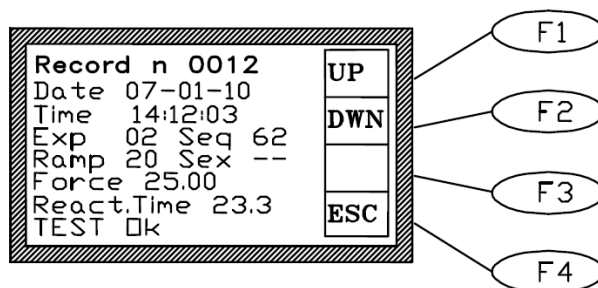 Record n 0012
Date 07-01-10
Time 14:12:03
Exp 02 Seq 62
Ramp 20 Sex --
Force 25.00
React.Time 23.3
TEST Ok
UP
DWN
ESC
F1
F2
F3
F4